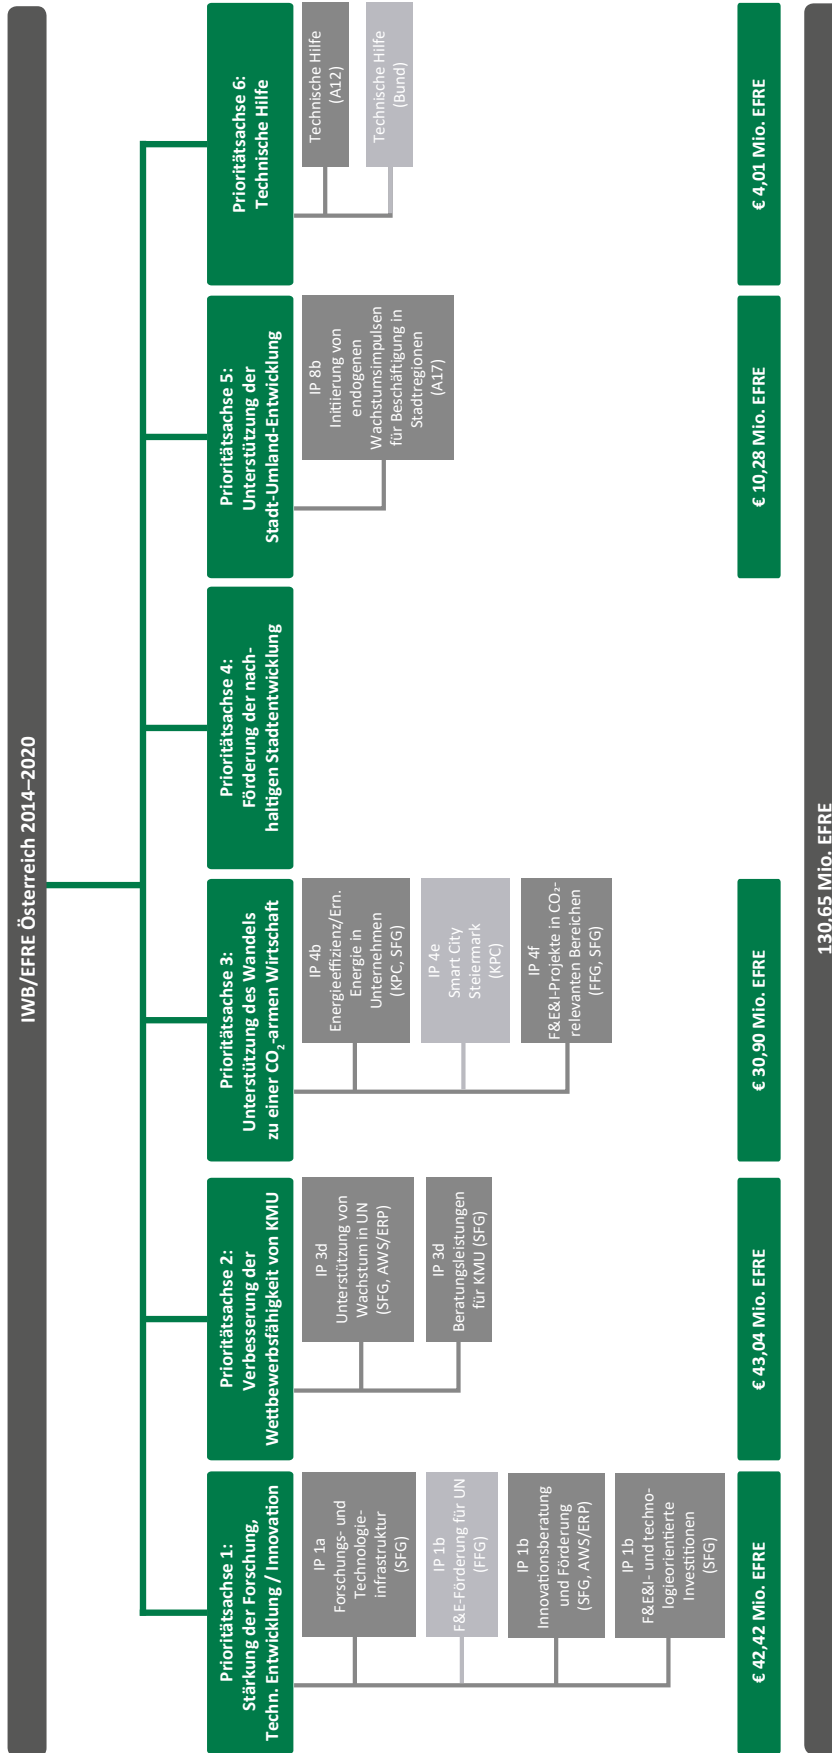 IWB/EFRE Österreich 2014–2020
Prioritätsachse 1:
Stärkung der Forschung,
Techn. Entwicklung / Innovation
IP 1a
Forschungs- und
Technologie-
infrastruktur
(SFG)
IP 1b
F&E-Förderung für UN
(FFG)
IP 1b
Innovationsberatung
und Förderung
(SFG, AWS/ERP)
IP 1b
F&E&I- und techno-
logieorientierte
Investitionen
(SFG)
€ 42,42 Mio. EFRE
Prioritätsachse 2:
Verbesserung der
Wettbewerbsfähigkeit von KMU
IP 3d
Unterstützung von
Wachstum in UN
(SFG, AWS/ERP)
IP 3d
Beratungsleistungen
für KMU (SFG)
€ 43,04 Mio. EFRE
Prioritätsachse 3:
Unterstützung des Wandels
zu einer CO₂-armen Wirtschaft
IP 4b
Energieeffizienz/Ern.
Energie in
Unternehmen
(KPC, SFG)
IP 4e
Smart City
Steiermark
(KPC)
IP 4f
F&E&I-Projekte in CO₂-
relevanten Bereichen
(FFG, SFG)
€ 30,90 Mio. EFRE
Prioritätsachse 4:
Förderung der nach-
haltigen Stadtentwicklung
Prioritätsachse 5:
Unterstützung der
Stadt-Umland-Entwicklung
IP 8b
Initiierung von
endogenen
Wachstumsimpulsen
für Beschäftigung in
Stadtregionen
(A17)
€ 10,28 Mio. EFRE
Prioritätsachse 6:
Technische Hilfe
Technische Hilfe
(A12)
Technische Hilfe
(Bund)
€ 4,01 Mio. EFRE
130,65 Mio. EFRE